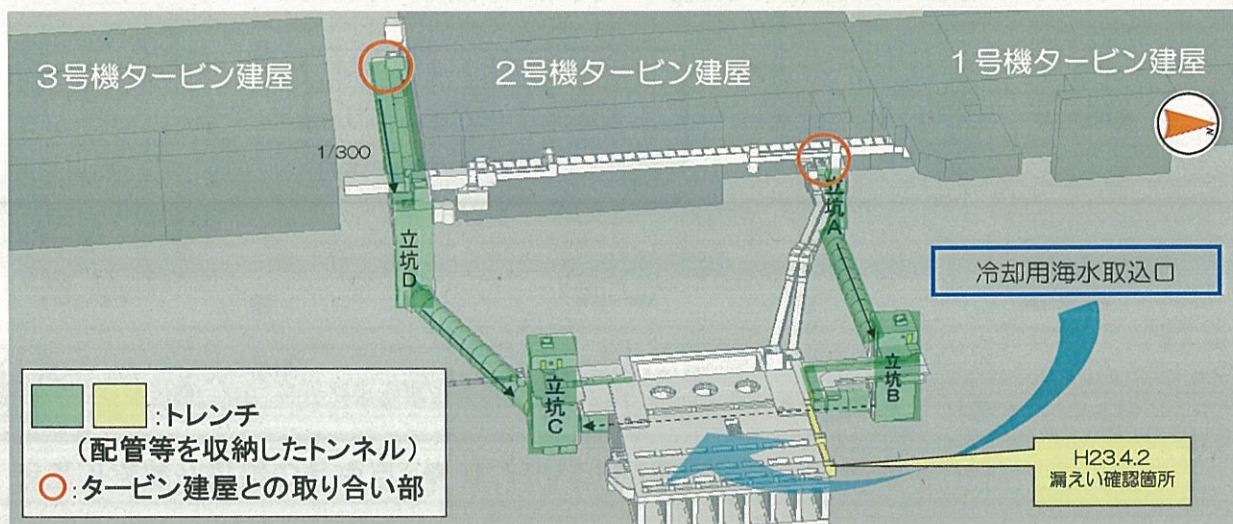 3号機タービン建屋
2号機タービン建屋
1号機タービン建屋
N
1/300
立坑A
立坑D
冷却用海水取込口
立坑B
立坑C
:トレンチ
(配管等を収納したトンネル)
:タービン建屋との取り合い部
H23.4.2
漏えい確認箇所